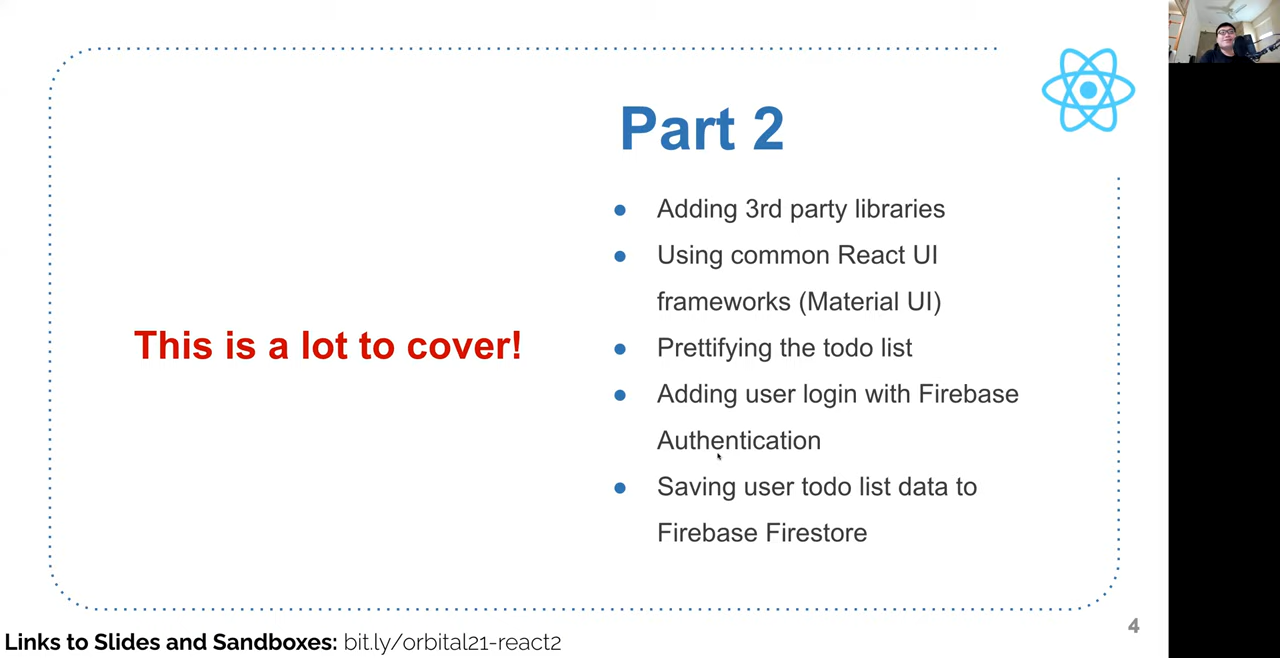 Part 2
This is a lot to cover!
● Adding 3rd party libraries
● Using common React UI
frameworks (Material UI)
● Prettifying the todo list
● Adding user login with Firebase
Authentication
● Saving user todo list data to
Firebase Firestore
4
Links to Slides and Sandboxes: bit.ly/orbital21-react2